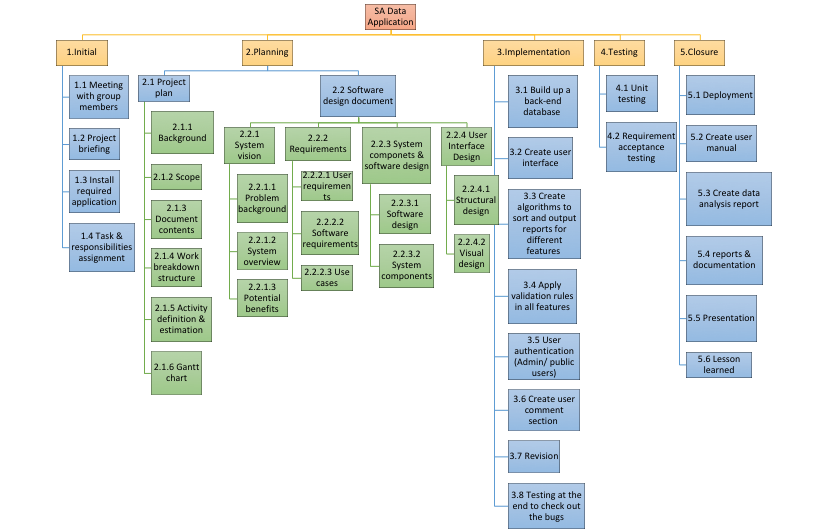 SA Data
Application
1.Initial
2.Planning
3.Implementation
4.Testing
5.Closure
1.1 Meeting
with group
members
1.2 Project
briefing
1.3 Install
required
application
1.4 Task &
responsibilities
assignment
2.1 Project
plan
2.1.1
Background
2.1.2 Scope
2.1.3
Document
contents
2.1.4 Work
breakdown
structure
2.1.5 Activity
definition &
estimation
2.1.6 Gantt
chart
2.2 Software
design document
2.2.1
System
vision
2.2.1.1
Problem
background
2.2.1.2
System
overview
2.2.1.3
Potential
benefits
2.2.2
Requirements
2.2.2.1 User
requiremen
ts
2.2.2.2
Software
requirements
2.2.2.3 Use
cases
2.2.3 System
componets &
software design
2.2.3.1
Software
design
2.2.3.2
System
components
2.2.4 User
Interface
Design
2.2.4.1
Structural
design
2.2.4.2
Visual
design
3.1 Build up a
back-end
database
3.2 Create user
interface
3.3 Create
algorithms to
sort and output
reports for
different
features
3.4 Apply
validation rules
in all features
3.5 User
authentication
(Admin/ public
users)
3.6 Create user
comment
section
3.7 Revision
3.8 Testing at the
end to check out
the bugs
4.1 Unit
testing
4.2 Requirement
acceptance
testing
5.1 Deployment
5.2 Create user
manual
5.3 Create data
analysis report
5.4 reports &
documentation
5.5 Presentation
5.6 Lesson
learned